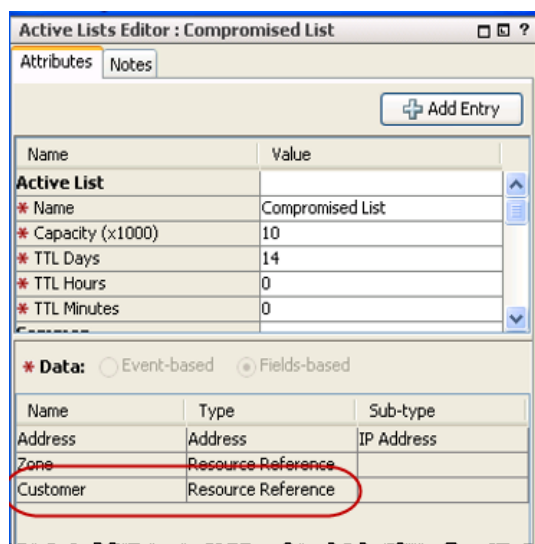 Active Lists Editor : Compromised List ?
Attributes Notes
Add Entry
Name Value
Active List
* Name Compromised List
* Capacity (x1000) 10
* TTL Days 14
* TTL Hours 0
* TTL Minutes 0
Common
* Data: Event-based Fields-based
Name Type Sub-type
Address Address IP Address
Zone Resource Reference
Customer Resource Reference